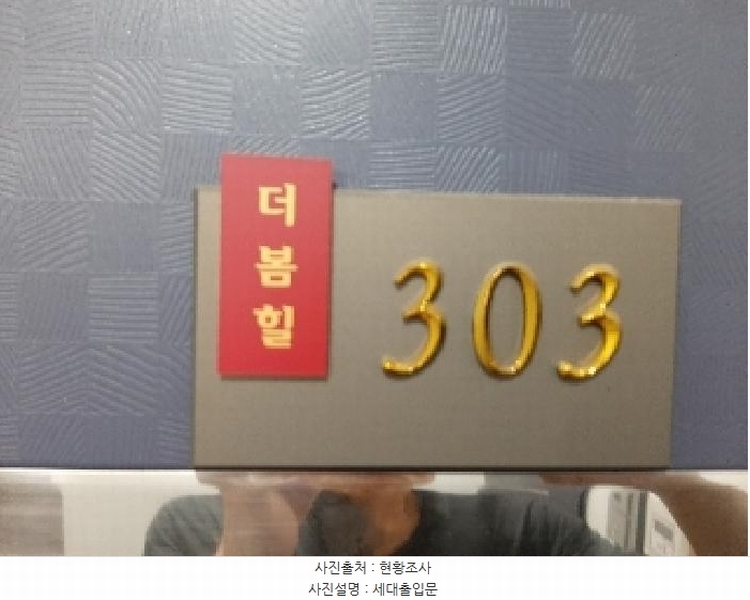 더
봄
힐
303
사진출처 : 현황조사
사진설명 : 세대출입문